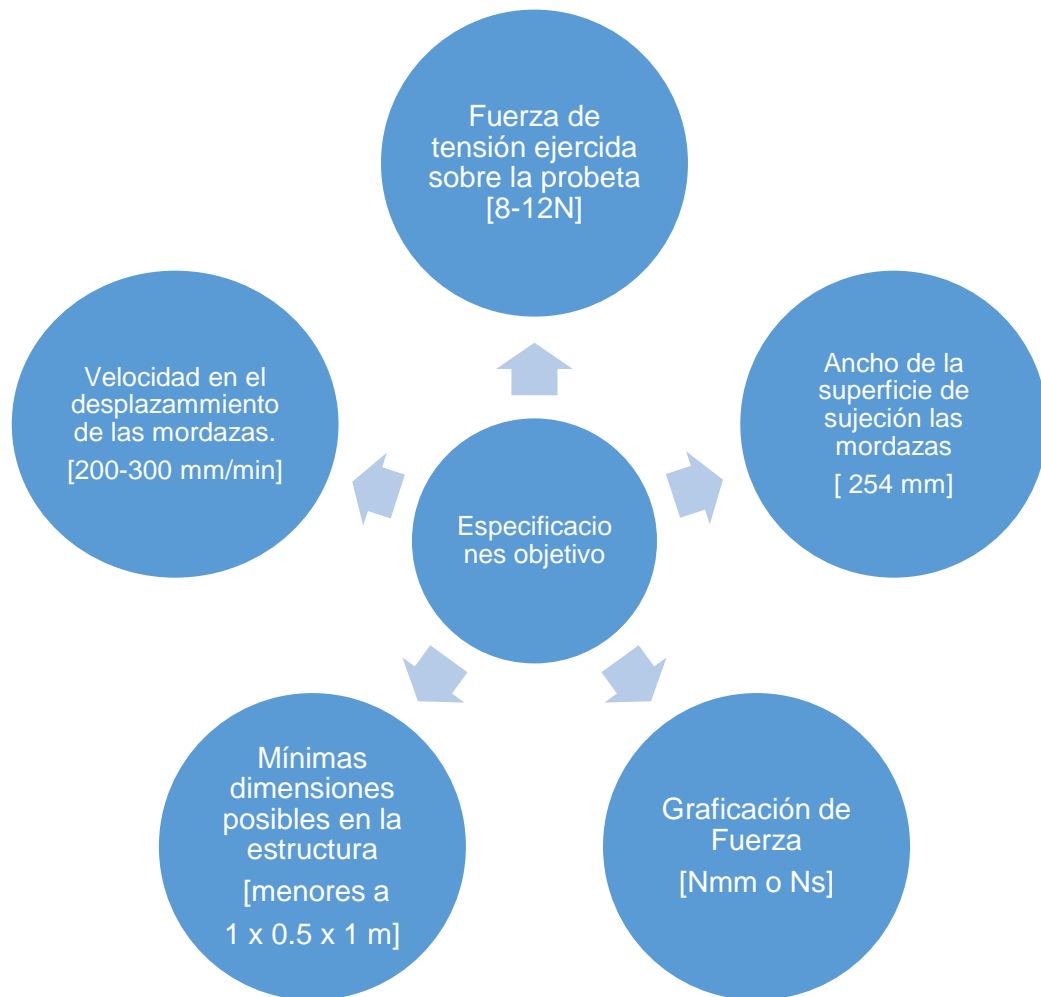 Fuerza de
tensión ejercida
sobre la probeta
[8-12N]
Ancho de la
superficie de
sujeción las
mordazas
[ 254 mm]
Graficación de
Fuerza
[Nmm o Ns]
Mínimas
dimensiones
posibles en la
estructura
[menores a
1 x 0.5 x 1 m]
Velocidad en el
desplazammiento
de las mordazas.
[200-300 mm/min]
Especificacio
nes objetivo